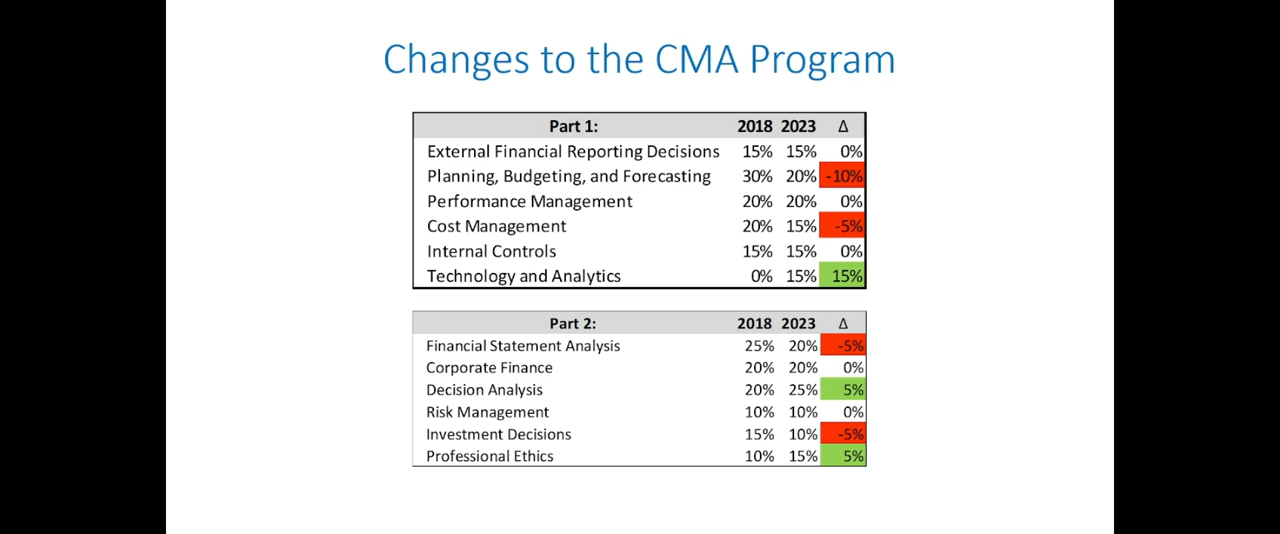 Changes to the CMA Program
Part 1: 2018 2023 Δ
External Financial Reporting Decisions 15% 15% 0%
Planning, Budgeting, and Forecasting 30% 20% -10%
Performance Management 20% 20% 0%
Cost Management 20% 15% -5%
Internal Controls 15% 15% 0%
Technology and Analytics 0% 15% 15%
Part 2: 2018 2023 Δ
Financial Statement Analysis 25% 20% -5%
Corporate Finance 20% 20% 0%
Decision Analysis 20% 25% 5%
Risk Management 10% 10% 0%
Investment Decisions 15% 10% -5%
Professional Ethics 10% 15% 5%